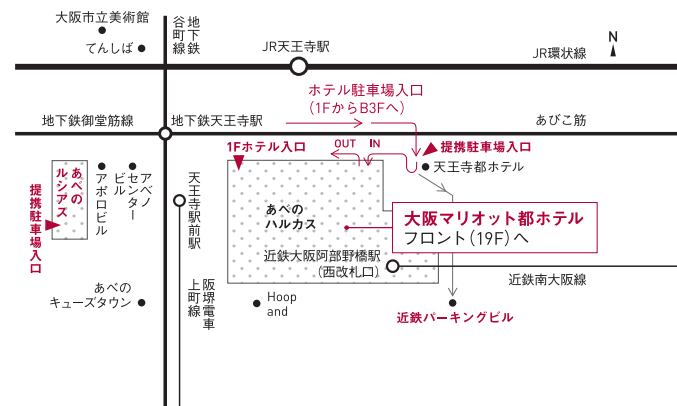 大阪市立美術館
てんしば
地下鉄
谷町線
JR天王寺駅
N
JR環状線
ホテル駐車場入口
(1FからB3Fへ)
地下鉄御堂筋線
地下鉄天王寺駅
あびこ筋
1Fホテル入口
OUT
IN
提携駐車場入口
天王寺都ホテル
あべの
ルシアス
提携駐車場入口
アポロビル
アベノ
センター
ビル
天王寺駅前駅
あべの
ハルカス
大阪マリオット都ホテル
フロント(19F)へ
近鉄大阪阿部野橋駅
(西改札口)
近鉄南大阪線
あべの
キューズタウン
阪堺電車
上町線
Hoop
and
近鉄パーキングビル